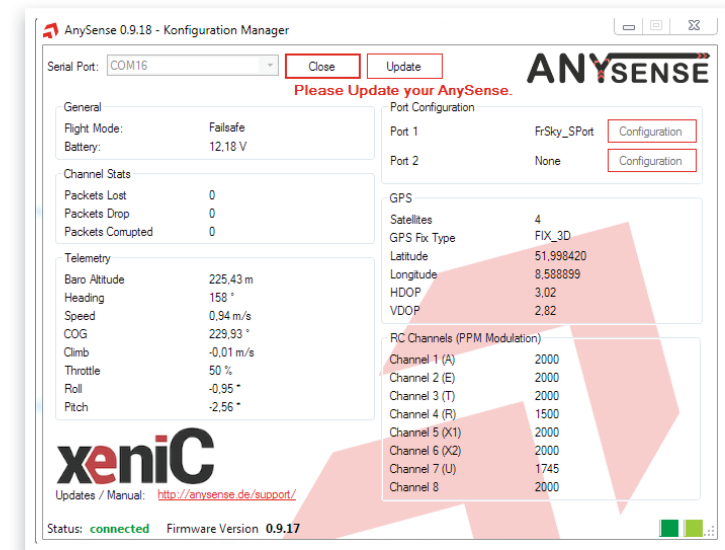 AnySense 0.9.18 - Konfiguration Manager
Serial Port: COM16 Close Update
ANYSENSE
Please Update your AnySense.
General
Flight Mode: Failsafe
Battery: 12,18 V
Channel Stats
Packets Lost 0
Packets Drop 0
Packets Corrupted 0
Telemetry
Baro Altitude 225,43 m
Heading 158 °
Speed 0,94 m/s
COG 229,93 °
Climb -0,01 m/s
Throttle 50 %
Roll -0,95 °
Pitch -2,56 °
Port Configuration
Port 1 FrSky_SPort Configuration
Port 2 None Configuration
GPS
Satellites 4
GPS Fix Type FIX_3D
Latitude 51,998420
Longitude 8,588899
HDOP 3,02
VDOP 2,82
RC Channels (PPM Modulation)
Channel 1 (A) 2000
Channel 2 (E) 2000
Channel 3 (T) 2000
Channel 4 (R) 1500
Channel 5 (X1) 2000
Channel 6 (X2) 2000
Channel 7 (U) 1745
Channel 8 2000
xeniC
Updates / Manual: http://anysense.de/support/
Status: connected Firmware Version 0.9.17